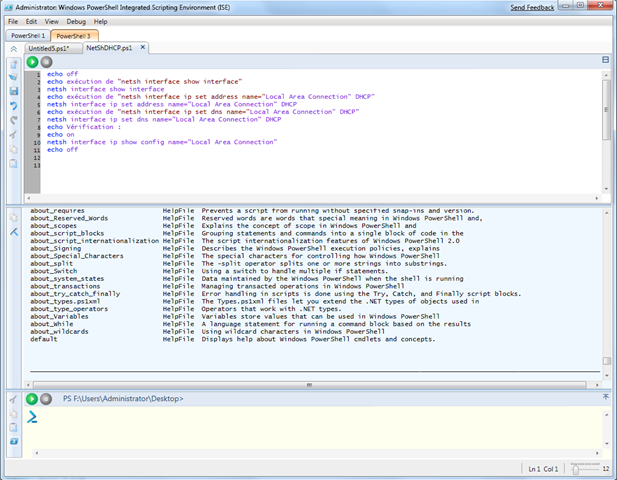 Administrator: Windows PowerShell Integrated Scripting Environment (ISE)
Send Feedback
File Edit View Debug Help
PowerShell 1 PowerShell 3
Untitled5.ps1* NetShDHCP.ps1
1 echo off
2 echo exécution de "netsh interface show interface"
3 netsh interface show interface
4 echo exécution de "netsh interface ip set address name="Local Area Connection" DHCP"
5 netsh interface ip set address name="Local Area Connection" DHCP
6 echo exécution de "netsh interface ip set dns name="Local Area Connection" DHCP"
7 netsh interface ip set dns name="Local Area Connection" DHCP
8 echo Vérification :
9 echo on
10 netsh interface ip show config name="Local Area Connection"
11 echo off
12
13
about_requires HelpFile Prevents a script from running without specified snap-ins and version.
about_Reserved_Words HelpFile Reserved words are words that special meaning in Windows PowerShell and,
about_scopes HelpFile Explains the concept of scope in Windows PowerShell and
about_script_blocks HelpFile Grouping statements and commands into a single block of code in the
about_script_internationalization HelpFile The script internationalization features of Windows PowerShell 2.0
about_Signing HelpFile Describes the Windows PowerShell execution policies, explains
about_Special_Characters HelpFile The special characters for controlling how Windows PowerShell
about_split HelpFile The -split operator splits one or more strings into substrings.
about_Switch HelpFile Using a switch to handle multiple if statements.
about_system_states HelpFile Data maintained by the Windows PowerShell when the shell is running
about_transactions HelpFile Managing transacted operations in Windows PowerShell
about_try_catch_finally HelpFile Error handling in scripts is done using the Try, Catch, and Finally script blocks.
about_Types.ps1xml HelpFile The Types.ps1xml files let you extend the .NET types of objects used in
about_type_operators HelpFile Operators that work with .NET types.
about_Variables HelpFile Variables store values that can be used in Windows PowerShell
about_While HelpFile A language statement for running a command block based on the results
about_wildcards HelpFile Using wildcard characters in Windows PowerShell
default HelpFile Displays help about Windows PowerShell cmdlets and concepts.
PS F:\Users\Administrator\Desktop>
Ln 1 Col 1 12